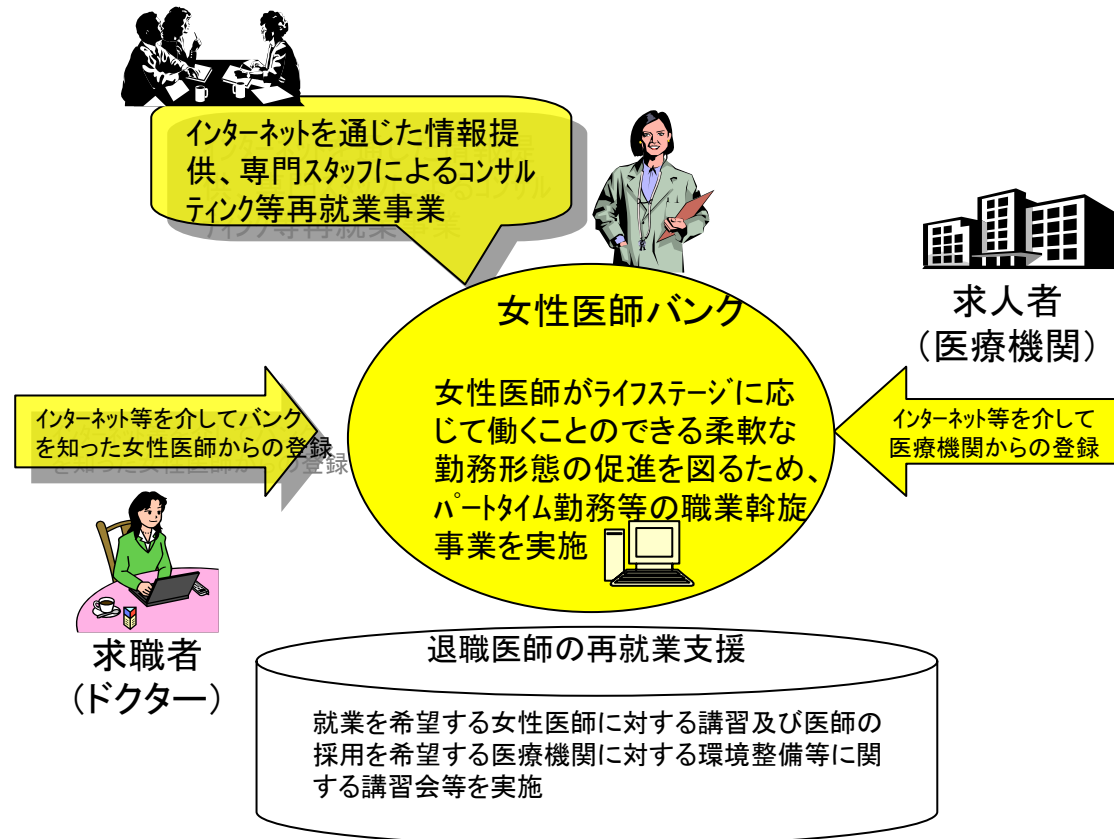 インターネットを通じた情報提
供、専門スタッフによるコンサル
ティンク等再就業事業
女性医師バンク
女性医師がライフステージに応
じて働くことのできる柔軟な
勤務形態の促進を図るため、
パートタイム勤務等の職業斡旋
事業を実施
求人者
（医療機関）
インターネット等を介してバンク
を知った女性医師からの登録
インターネット等を介して
医療機関からの登録
求職者
（ドクター）
退職医師の再就業支援
就業を希望する女性医師に対する講習及び医師の
採用を希望する医療機関に対する環境整備等に関
する講習会等を実施